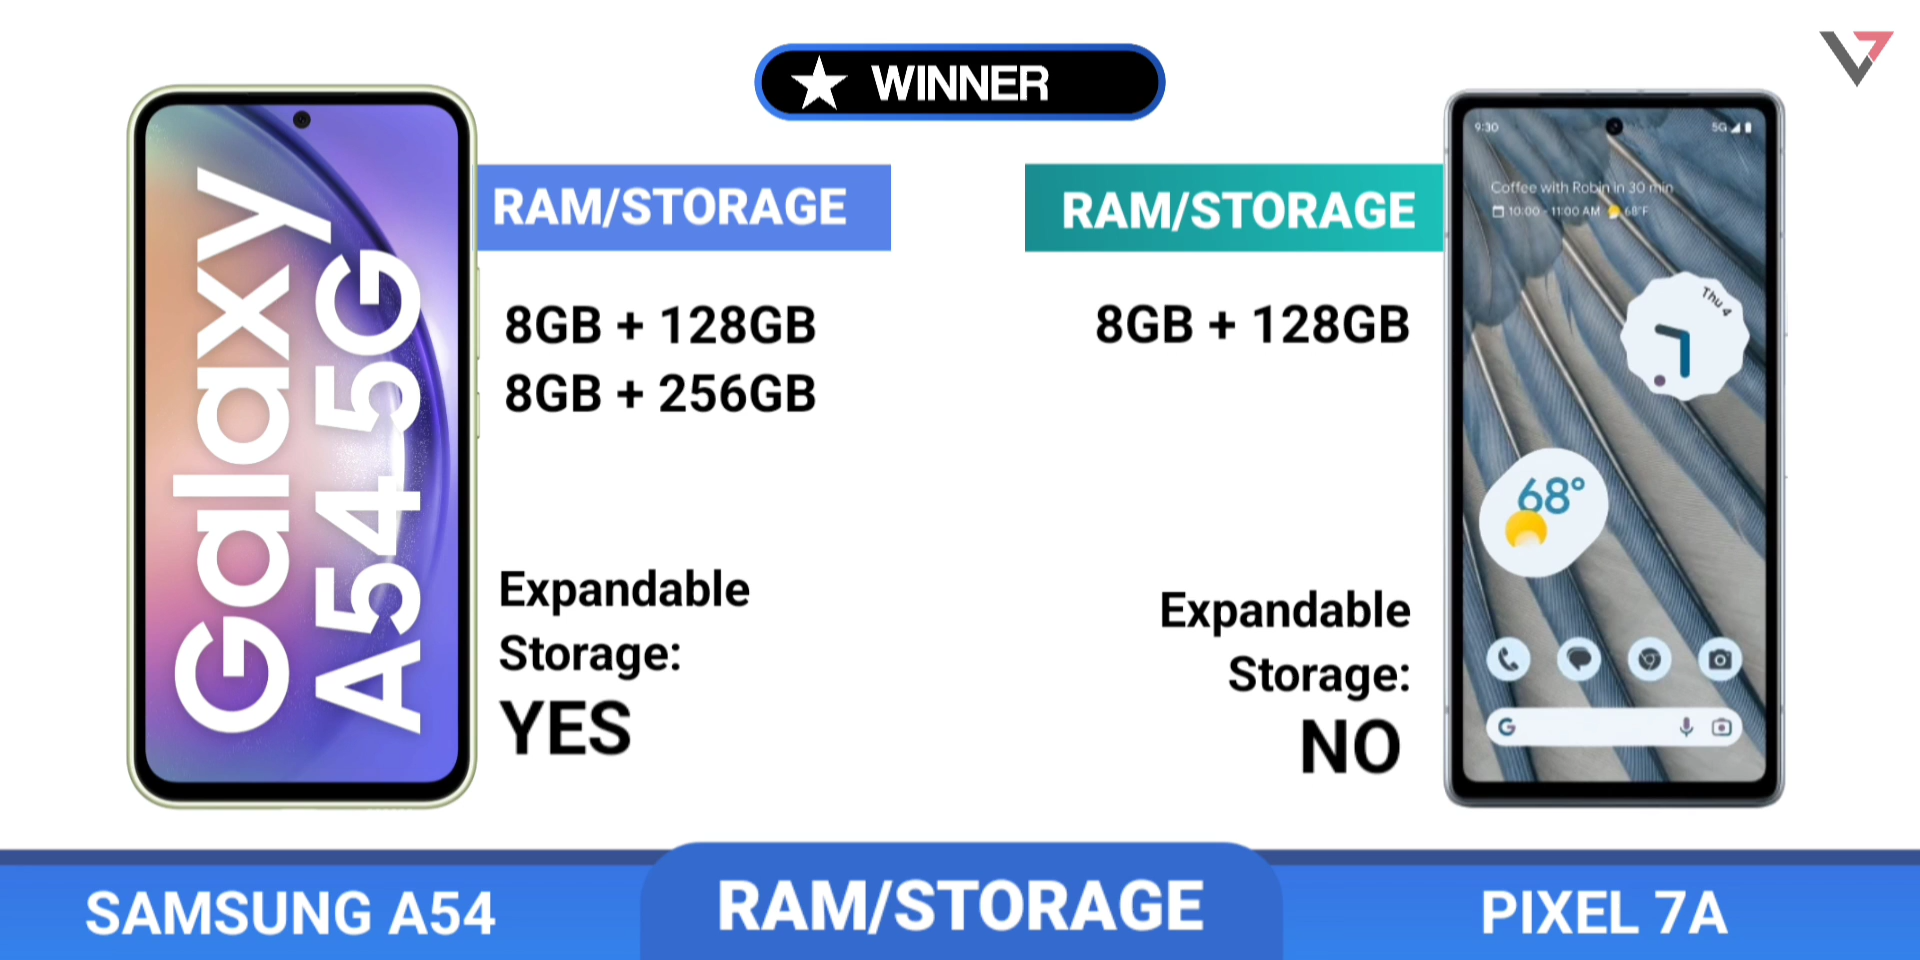 WINNER
Galaxy
A54 5G
RAM/STORAGE
8GB + 128GB
8GB + 256GB
Expandable
Storage:
YES
RAM/STORAGE
8GB + 128GB
Expandable
Storage:
NO
9:30
5G
Coffee with Robin in 30 min
10:00 - 11:00 AM 68°F
Thu 4
68°
G
SAMSUNG A54
RAM/STORAGE
PIXEL 7A